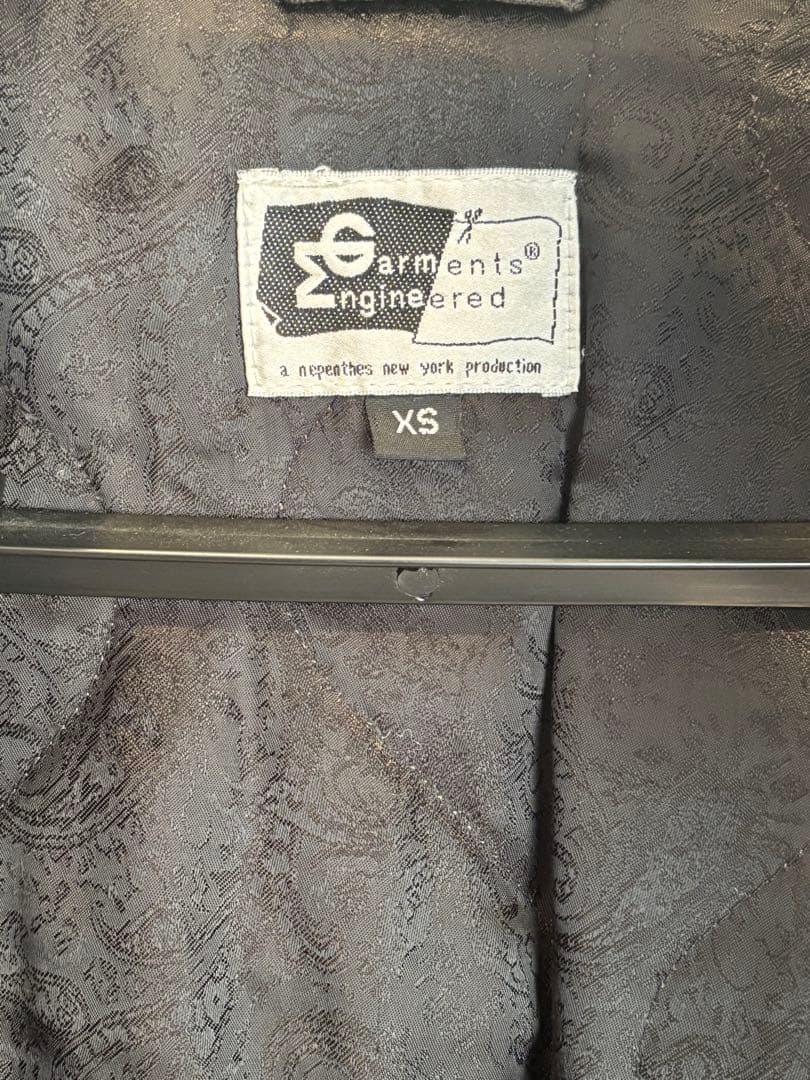 Garments®
Engineered
a nepenthes new york production
XS